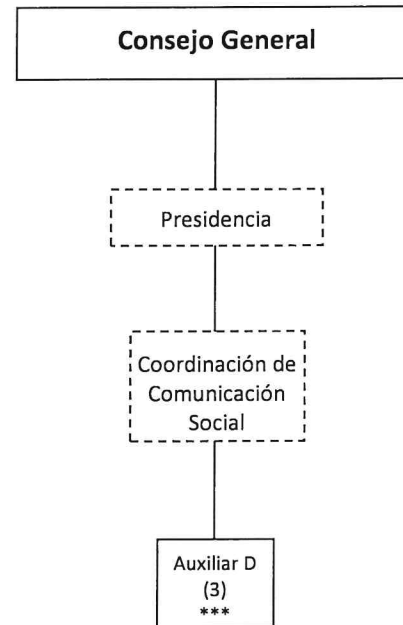 Consejo General
Presidencia
Coordinación de
Comunicación
Social
Auxiliar D
(3)
***